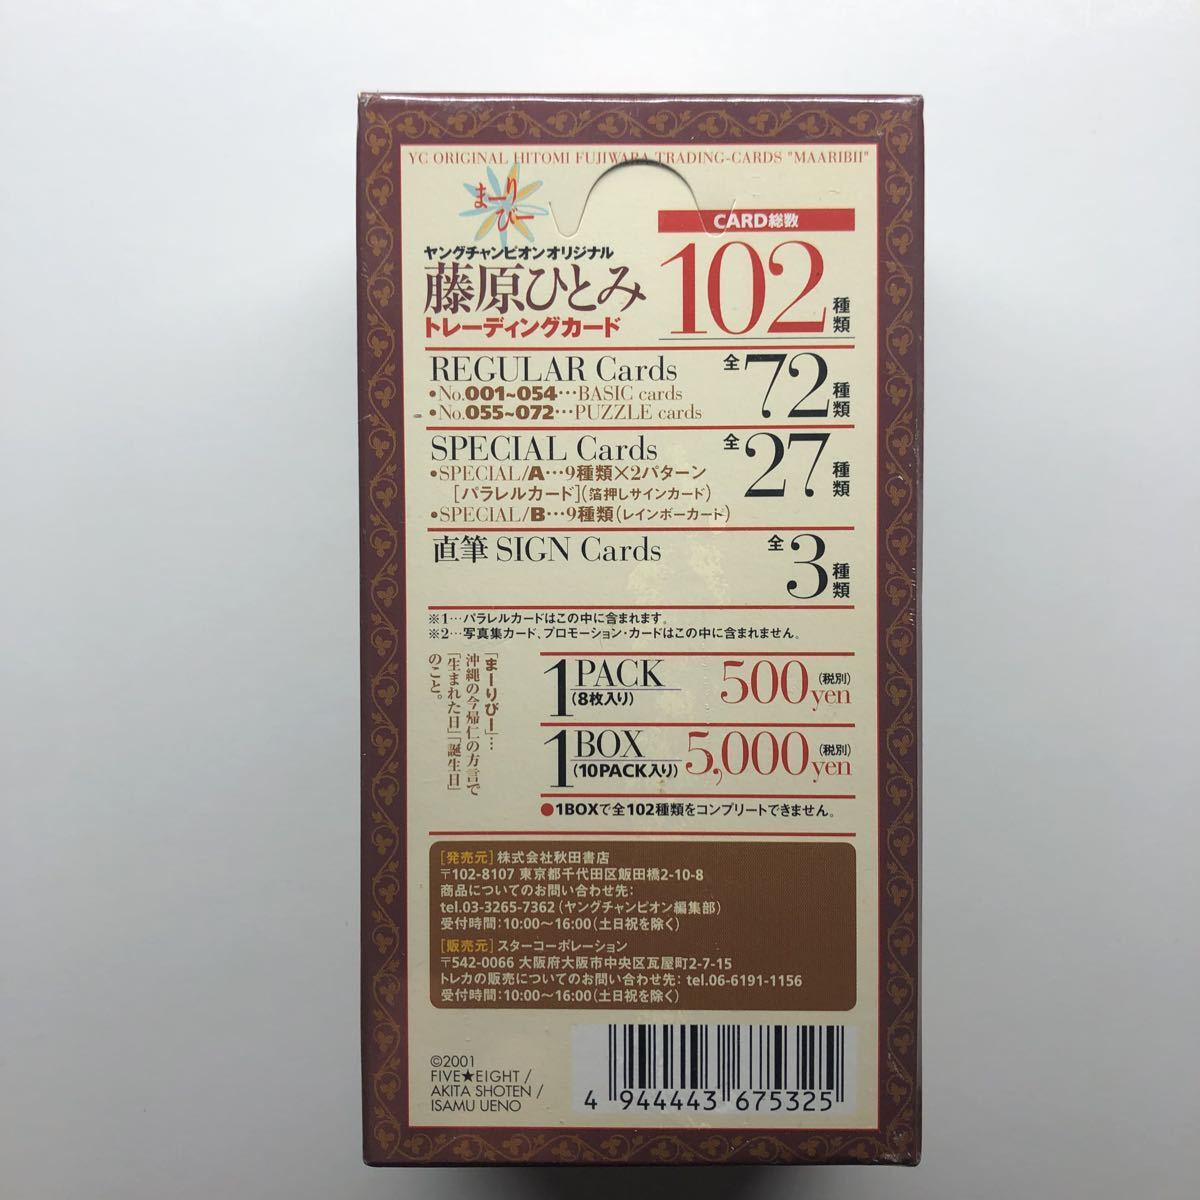 YC ORIGINAL HITOMI FUJIWARA TRADING-CARDS "MAARIBII"
まーり
びー
ヤングチャンピオンオリジナル
藤原ひとみ
トレーディングカード
CARD総数
102種類
REGULAR Cards
•No.001~054…BASIC cards
•No.055~072…PUZZLE cards
全72種類
SPECIAL Cards
•SPECIAL/A…9種類×2パターン
[パラレルカード](箔押しサインカード)
•SPECIAL/B…9種類(レインボーカード)
全27種類
直筆 SIGN Cards
全3種類
※1…パラレルカードはこの中に含まれます。
※2…写真集カード、プロモーション・カードはこの中に含まれません。
「まーりびー」…
沖縄の今帰仁の方言で
「生まれた日」「誕生日」
のこと。
1PACK
(8枚入り)
500yen
(税別)
1BOX
(10PACK入り)
5,000yen
(税別)
●1BOXで全102種類をコンプリートできません。
[発売元]株式会社秋田書店
〒102-8107 東京都千代田区飯田橋2-10-8
商品についてのお問い合わせ先:
tel.03-3265-7362(ヤングチャンピオン編集部)
受付時間:10:00〜16:00(土日祝を除く)
[販売元]スターコーポレーション
〒542-0066 大阪府大阪市中央区瓦屋町2-7-15
トレカの販売についてのお問い合わせ先:tel.06-6191-1156
受付時間:10:00〜16:00(土日祝を除く)
©2001
FIVE★EIGHT /
AKITA SHOTEN /
ISAMU UENO
4 944443 675325